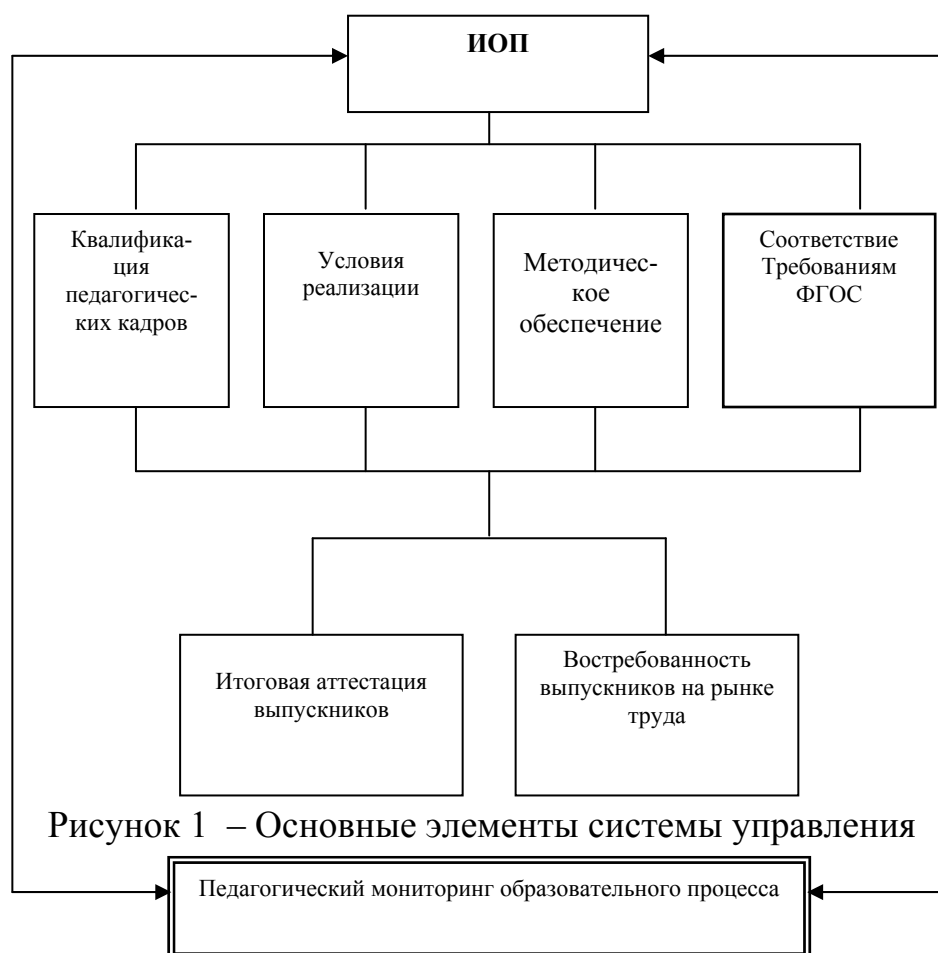 ИОП
Квалифика-
ция
педагогичес-
ких кадров
Условия
реализации
Методичес-
кое
обеспечение
Соответствие
Требованиям
ФГОС
Итоговая аттестация
выпускников
Востребованность
выпускников на рынке
труда
Рисунок 1 – Основные элементы системы управления
Педагогический мониторинг образовательного процесса